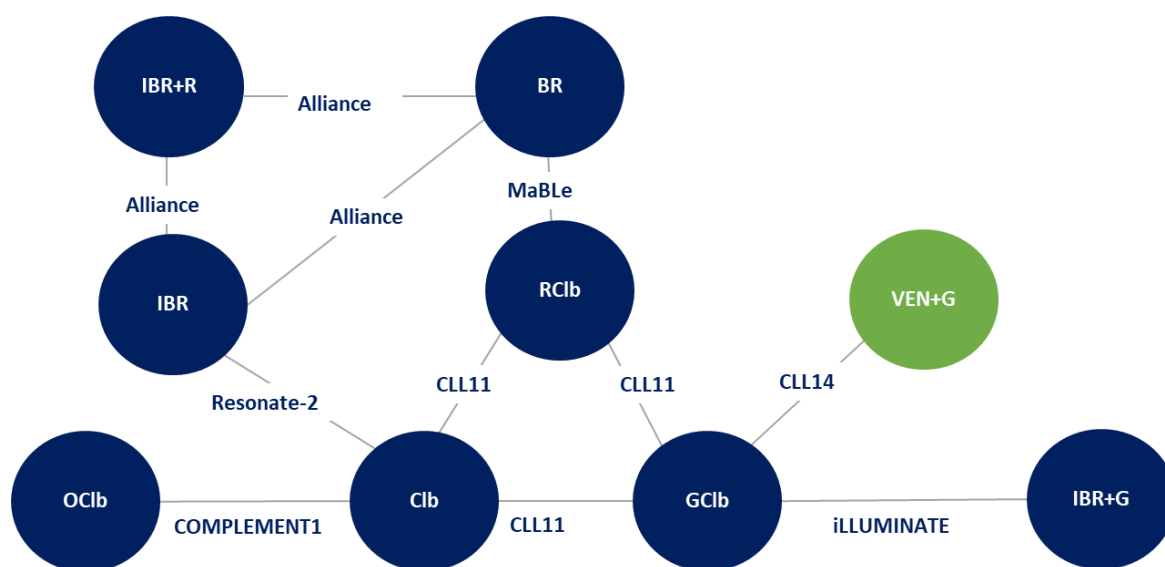 IBR+R
BR
Alliance
MaBLe
Alliance
Alliance
IBR
RClb
VEN+G
CLL11
CLL11
CLL14
Resonate-2
OClb
Clb
GClb
IBR+G
COMPLEMENT1
CLL11
iLLUMINATE